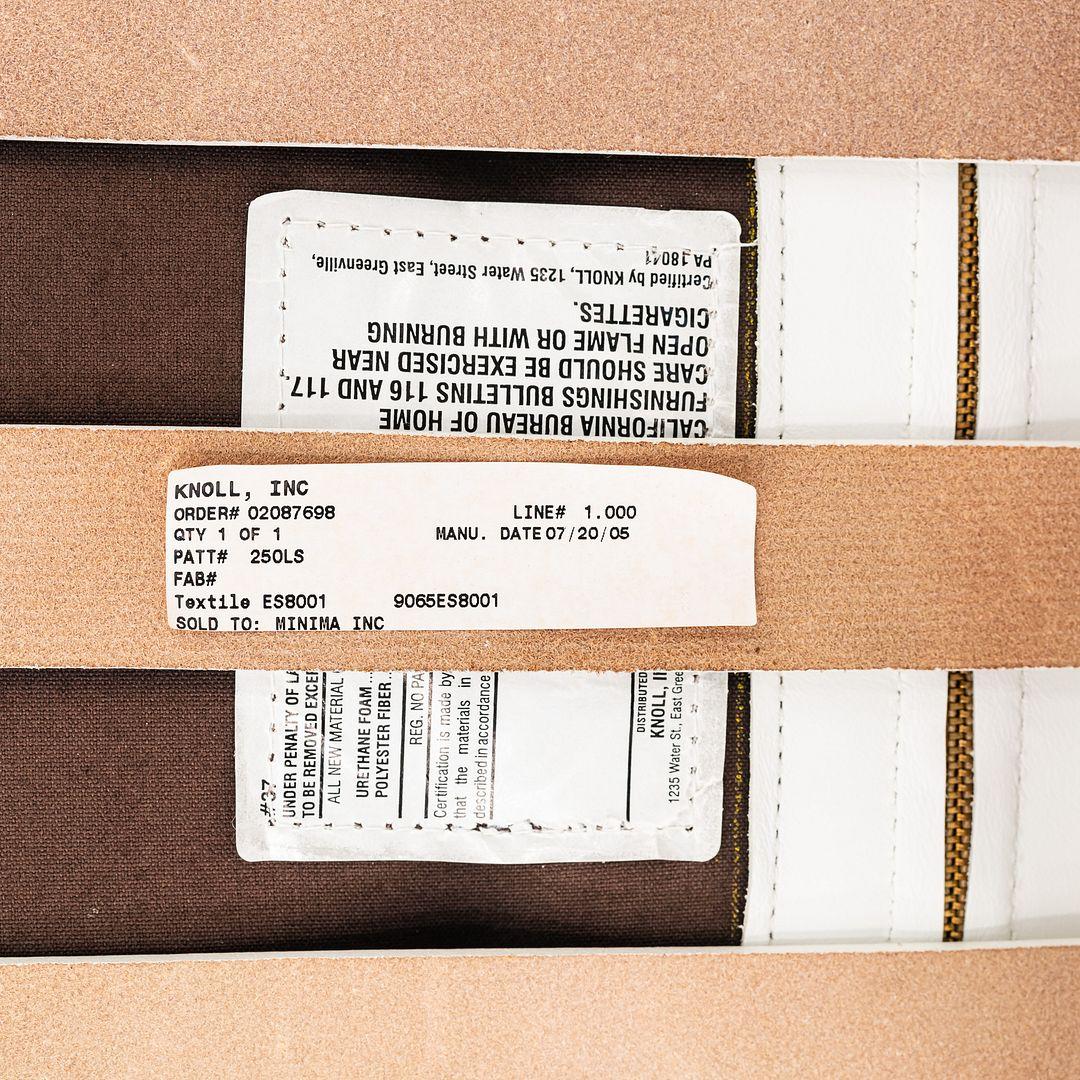 CALIFORNIA BUREAU OF HOME
FURNISHINGS BULLETINS 116 AND 117.
CARE SHOULD BE EXERCISED NEAR
OPEN FLAME OR WITH BURNING
CIGARETTES.
Certified by KNOLL, 1235 Water Street, East Greenville,
PA 18041
KNOLL, INC
ORDER# 02087698 LINE# 1.000
QTY 1 OF 1 MANU. DATE 07/20/05
PATT# 250LS
FAB#
Textile ES8001 9065ES8001
SOLD TO: MINIMA INC
#37
UNDER PENALTY OF LA
TO BE REMOVED EXCEP
ALL NEW MATERIAL
URETHANE FOAM ...
POLYESTER FIBER ..
REG. NO PA
Certification is made by
that the materials in
described in accordance
DISTRIBUTED
KNOLL, I
1235 Water St., East Gree